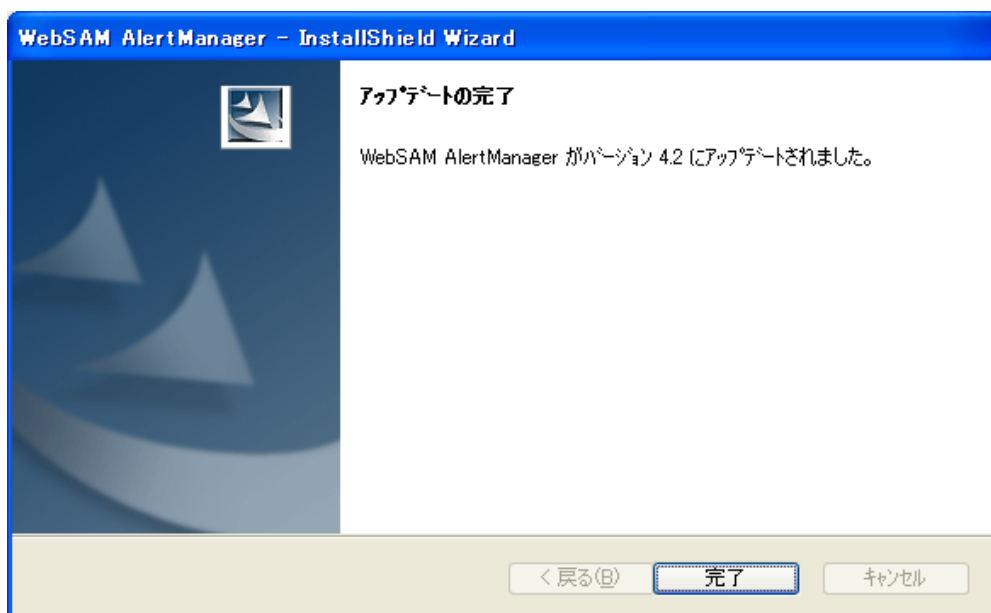 WebSAM AlertManager - InstallShield Wizard
アップデートの完了
WebSAM AlertManager がバージョン 4.2 にアップデートされました。
< 戻る(B)
完了
キャンセル